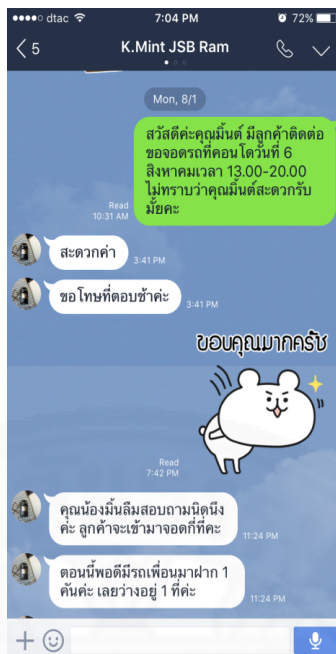 dtac 7:04 PM 72%
5 K.Mint JSB Ram
Mon, 8/1
สวัสดีค่ะคุณมิ้นต์ มีลูกค้าติดต่อ
ขอจอดรถที่คอนโดวันที่ 6
สิงหาคมเวลา 13.00-20.00
ไม่ทราบว่าคุณมิ้นต์สะดวกรับ
มั้ยคะ
Read
10:31 AM
สะดวกค่า
3:41 PM
ขอโทษที่ตอบช้าค่ะ
3:41 PM
ขอบคุณมากครัช
Read
7:42 PM
คุณน้องมิ้นลืมสอบถามนิดนึง
ค่ะ ลูกค้าจะเข้ามาจอดกี่ที่คะ
11:24 PM
ตอนนี้พอดีมีรถเพื่อนมาฝาก 1
คันค่ะ เลยว่างอยู่ 1 ที่ค่ะ
11:24 PM